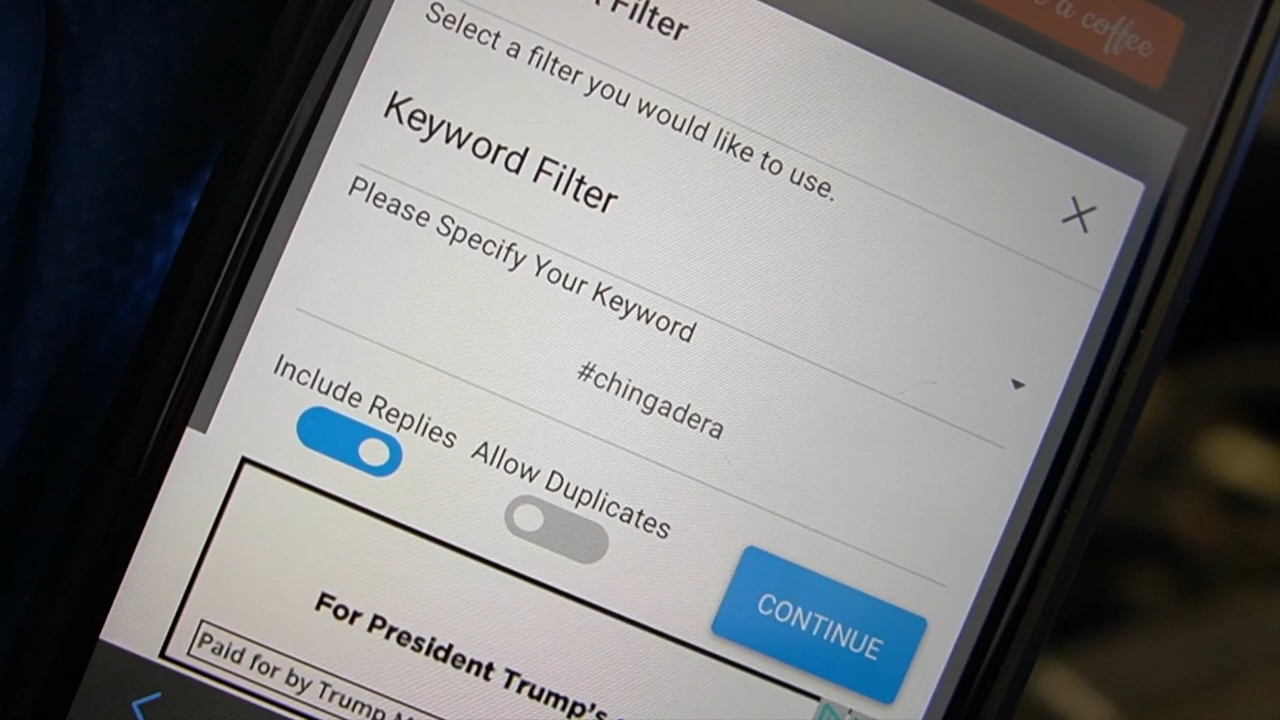 a coffee
Filter
Select a filter you would like to use.
Keyword Filter
Please Specify Your Keyword
#chingadera
Include Replies
Allow Duplicates
CONTINUE
For President Trump's
Paid for by Trump